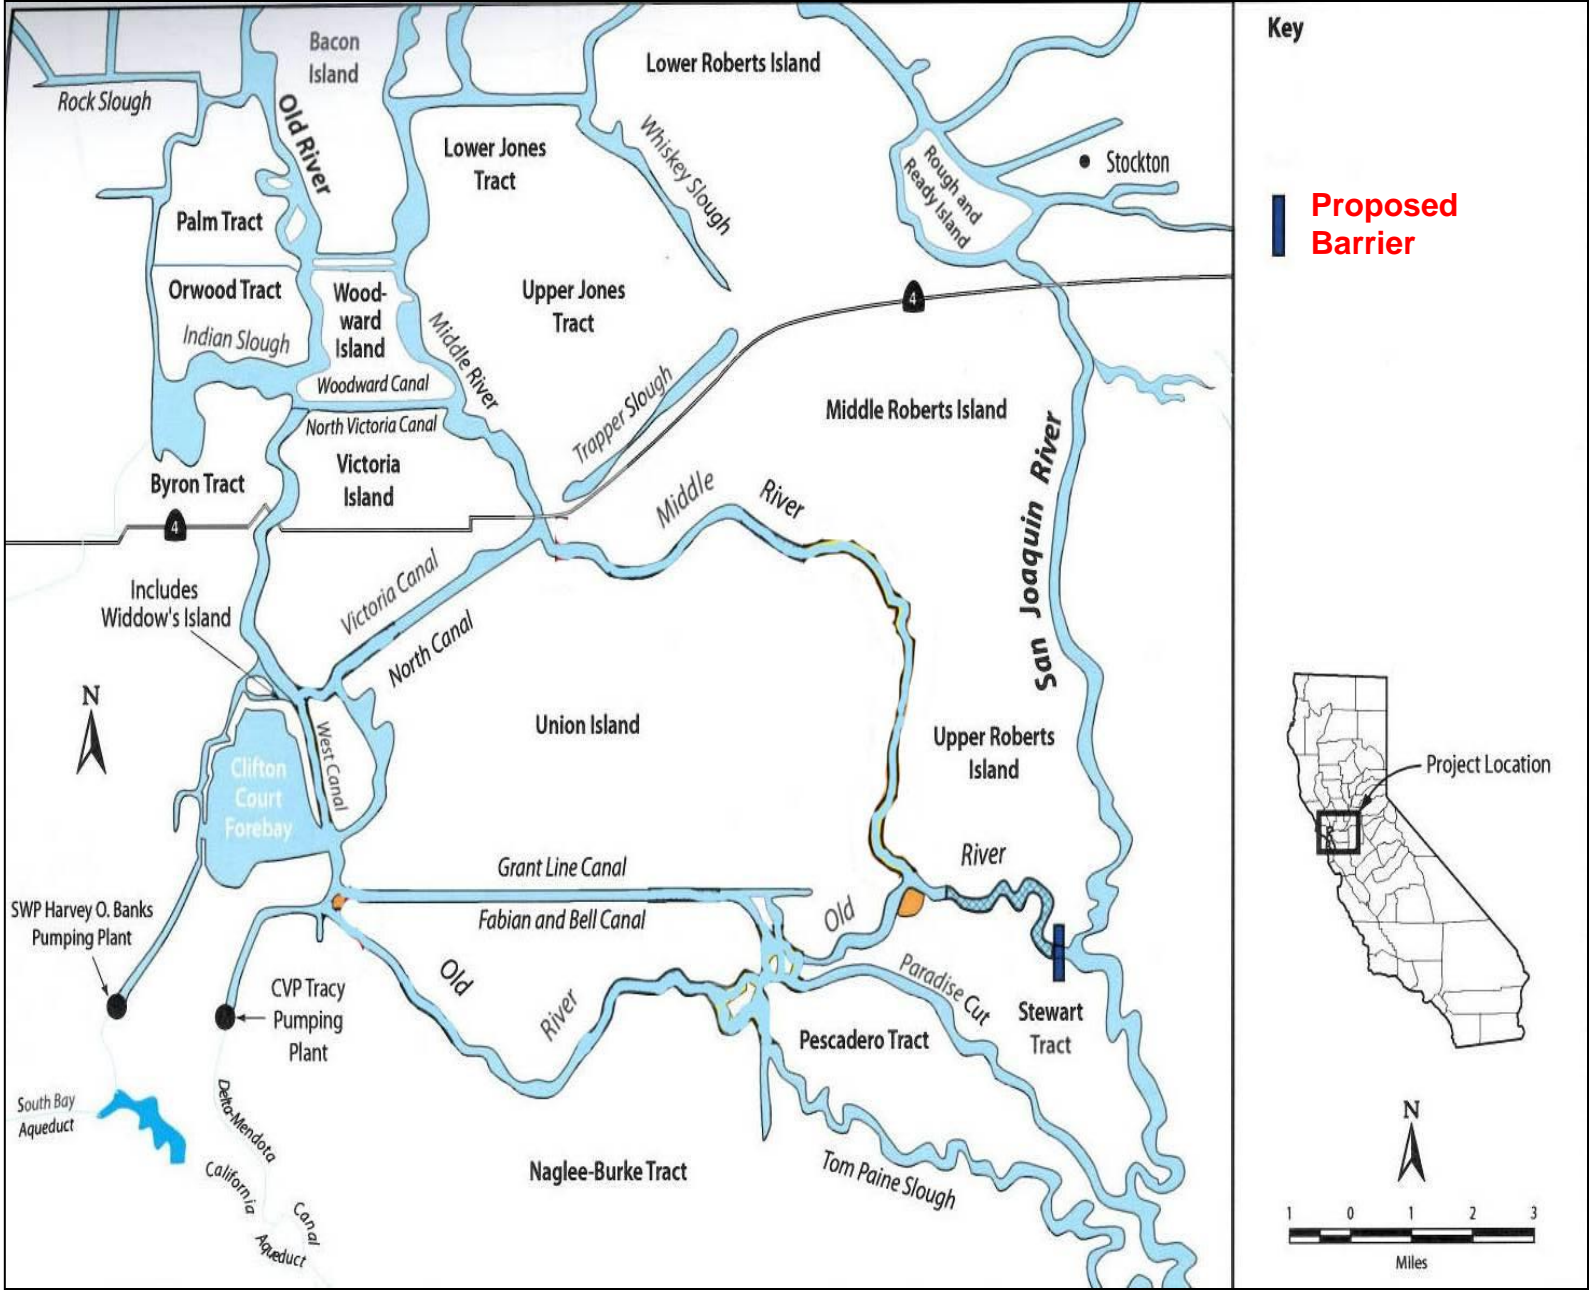 Key
Proposed
Barrier
Bacon
Island
Lower Roberts Island
Rock Slough
Old River
Lower Jones
Tract
Whiskey Slough
Rough and
Ready Island
Stockton
Palm Tract
Orwood Tract
Wood-
ward
Island
Upper Jones
Tract
4
Indian Slough
Middle River
Woodward Canal
North Victoria Canal
Trapper Slough
Middle Roberts Island
San Joaquin River
Byron Tract
Victoria
Island
4
Middle
River
Includes
Widdow's Island
Victoria Canal
North Canal
N
West Canal
Union Island
Upper Roberts
Island
Clifton
Court
Forebay
Project Location
Grant Line Canal
River
SWP Harvey O. Banks
Pumping Plant
Fabian and Bell Canal
Old
Old
River
CVP Tracy
Pumping
Plant
Paradise Cut
Stewart
Tract
Pescadero Tract
South Bay
Aqueduct
Delta-Mendota
Canal
California
Aqueduct
Naglee-Burke Tract
Tom Paine Slough
N
1 0 1 2 3
Miles